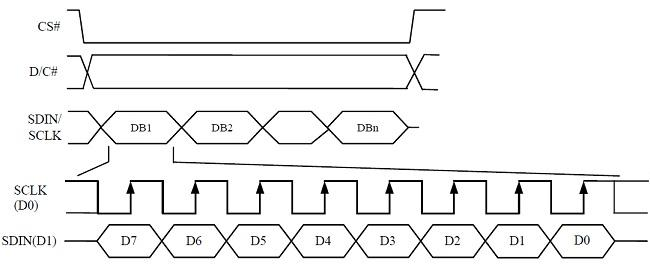 CS#
D/C#
SDIN/
SCLK
DB1 DB2 DBn
SCLK
(D0)
SDIN(D1) D7 D6 D5 D4 D3 D2 D1 D0